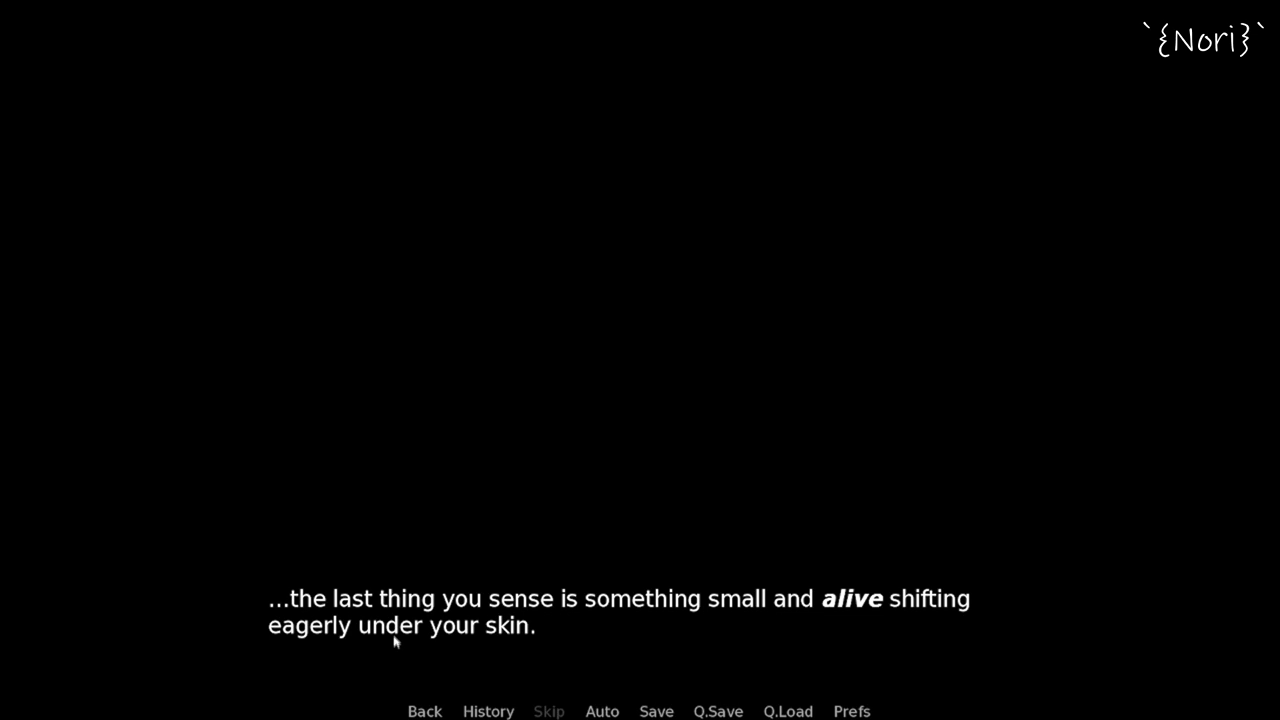 `{Nori}`
...the last thing you sense is something small and alive shifting
eagerly under your skin.
Back History Skip Auto Save Q.Save Q.Load Prefs